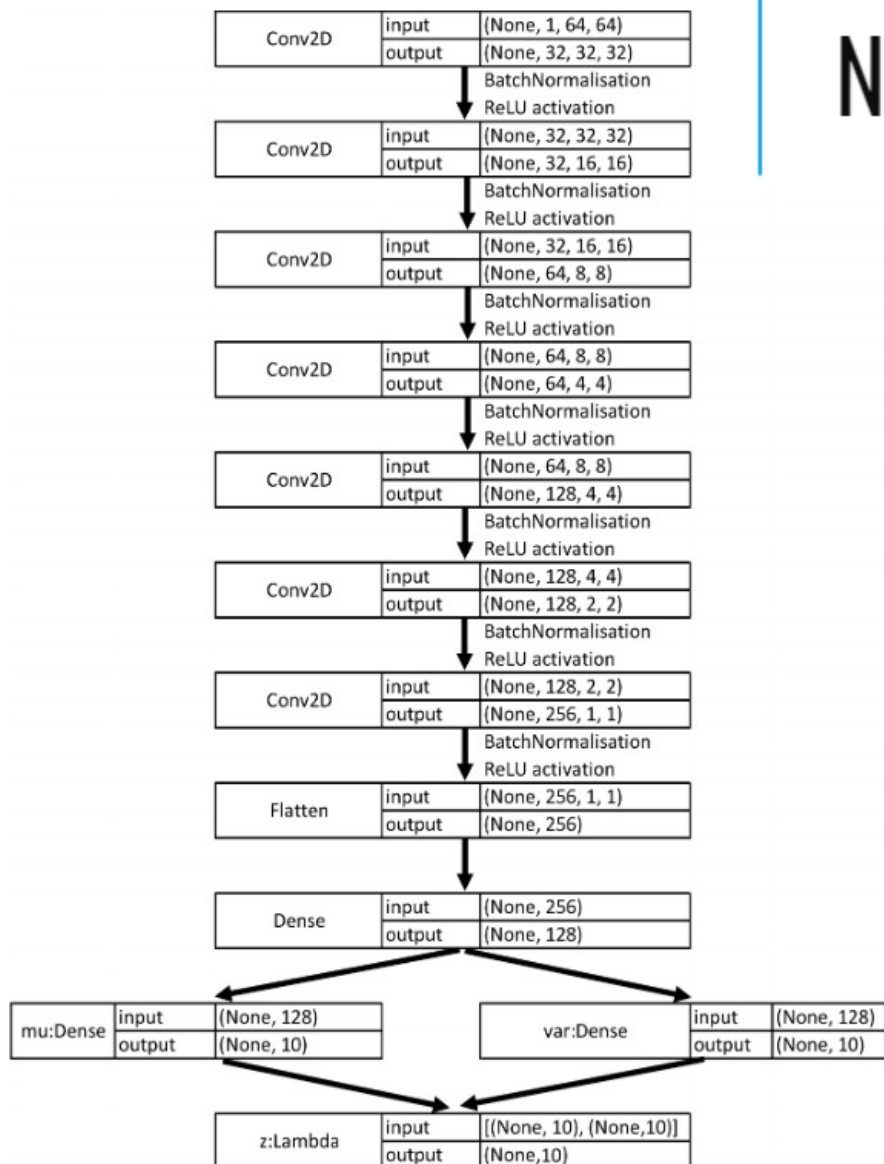 Conv2D input (None, 1, 64, 64)
output (None, 32, 32, 32)
N
BatchNormalisation
ReLU activation
Conv2D input (None, 32, 32, 32)
output (None, 32, 16, 16)
BatchNormalisation
ReLU activation
Conv2D input (None, 32, 16, 16)
output (None, 64, 8, 8)
BatchNormalisation
ReLU activation
Conv2D input (None, 64, 8, 8)
output (None, 64, 4, 4)
BatchNormalisation
ReLU activation
Conv2D input (None, 64, 8, 8)
output (None, 128, 4, 4)
BatchNormalisation
ReLU activation
Conv2D input (None, 128, 4, 4)
output (None, 128, 2, 2)
BatchNormalisation
ReLU activation
Conv2D input (None, 128, 2, 2)
output (None, 256, 1, 1)
BatchNormalisation
ReLU activation
Flatten input (None, 256, 1, 1)
output (None, 256)
Dense input (None, 256)
output (None, 128)
mu:Dense input (None, 128)
output (None, 10)
var:Dense input (None, 128)
output (None, 10)
z:Lambda input [(None, 10), (None,10)]
output (None,10)